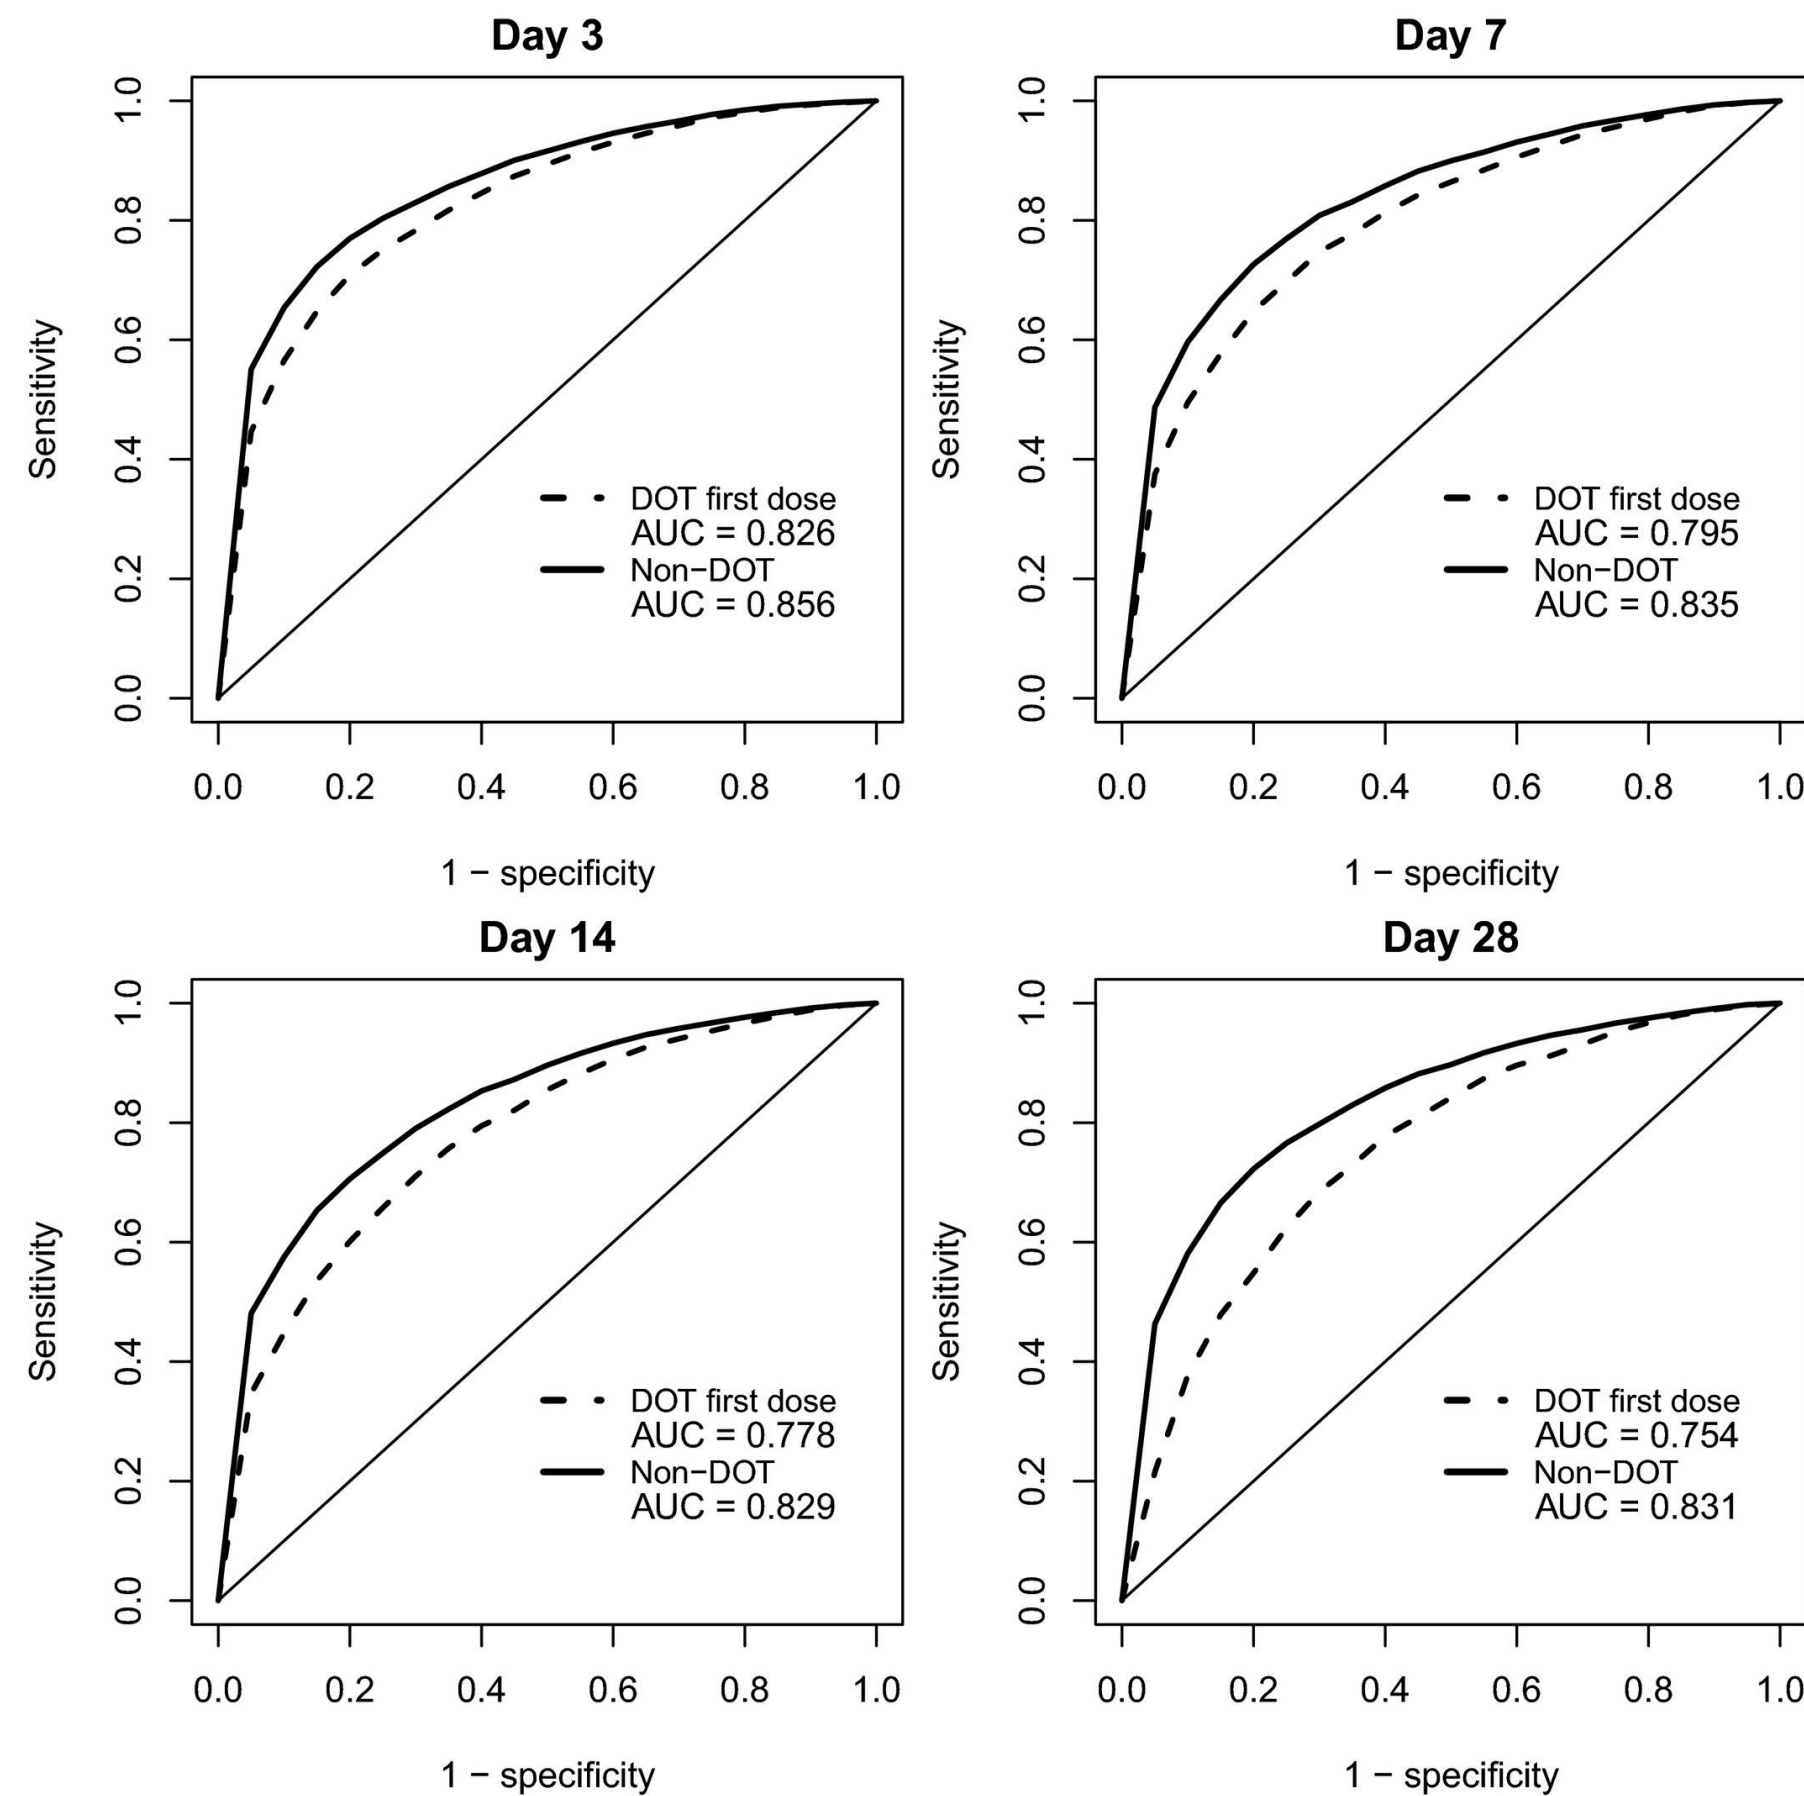 Day 3
Sensitivity
1.0
0.8
0.6
0.4
0.2
0.0
DOT first dose
AUC = 0.826
Non−DOT
AUC = 0.856
0.0 0.2 0.4 0.6 0.8 1.0
1 − specificity
Day 7
Sensitivity
1.0
0.8
0.6
0.4
0.2
0.0
DOT first dose
AUC = 0.795
Non−DOT
AUC = 0.835
0.0 0.2 0.4 0.6 0.8 1.0
1 − specificity
Day 14
Sensitivity
1.0
0.8
0.6
0.4
0.2
0.0
DOT first dose
AUC = 0.778
Non−DOT
AUC = 0.829
0.0 0.2 0.4 0.6 0.8 1.0
1 − specificity
Day 28
Sensitivity
1.0
0.8
0.6
0.4
0.2
0.0
DOT first dose
AUC = 0.754
Non−DOT
AUC = 0.831
0.0 0.2 0.4 0.6 0.8 1.0
1 − specificity